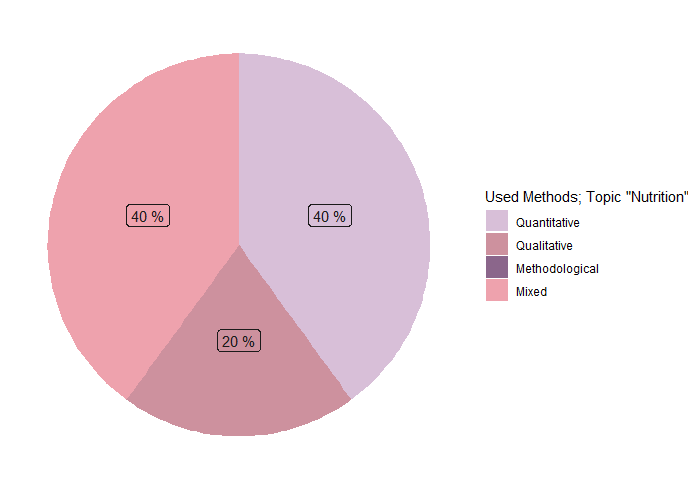 40 %
40 %
20 %
Used Methods; Topic "Nutrition"
Quantitative
Qualitative
Methodological
Mixed